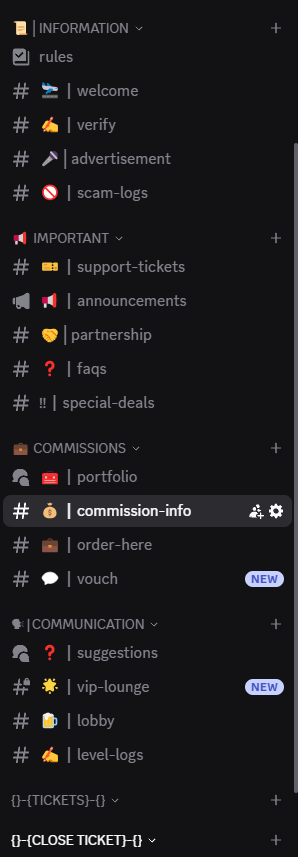 📜│INFORMATION
rules
🛬 | welcome
✍️ | verify
🎤│advertisement
🚫 | scam-logs
📢 IMPORTANT
🎫 | support-tickets
📢 | announcements
🤝│partnership
❓ | faqs
‼ | special-deals
💼 COMMISSIONS
🧰 | portfolio
💰 | commission-info
💼 | order-here
💬 | vouch NEW
🗣|COMMUNICATION
❓ | suggestions
🌟 | vip-lounge NEW
🍺 | lobby
✍️ | level-logs
{}-{TICKETS}-{}
{}-{CLOSE TICKET}-{}